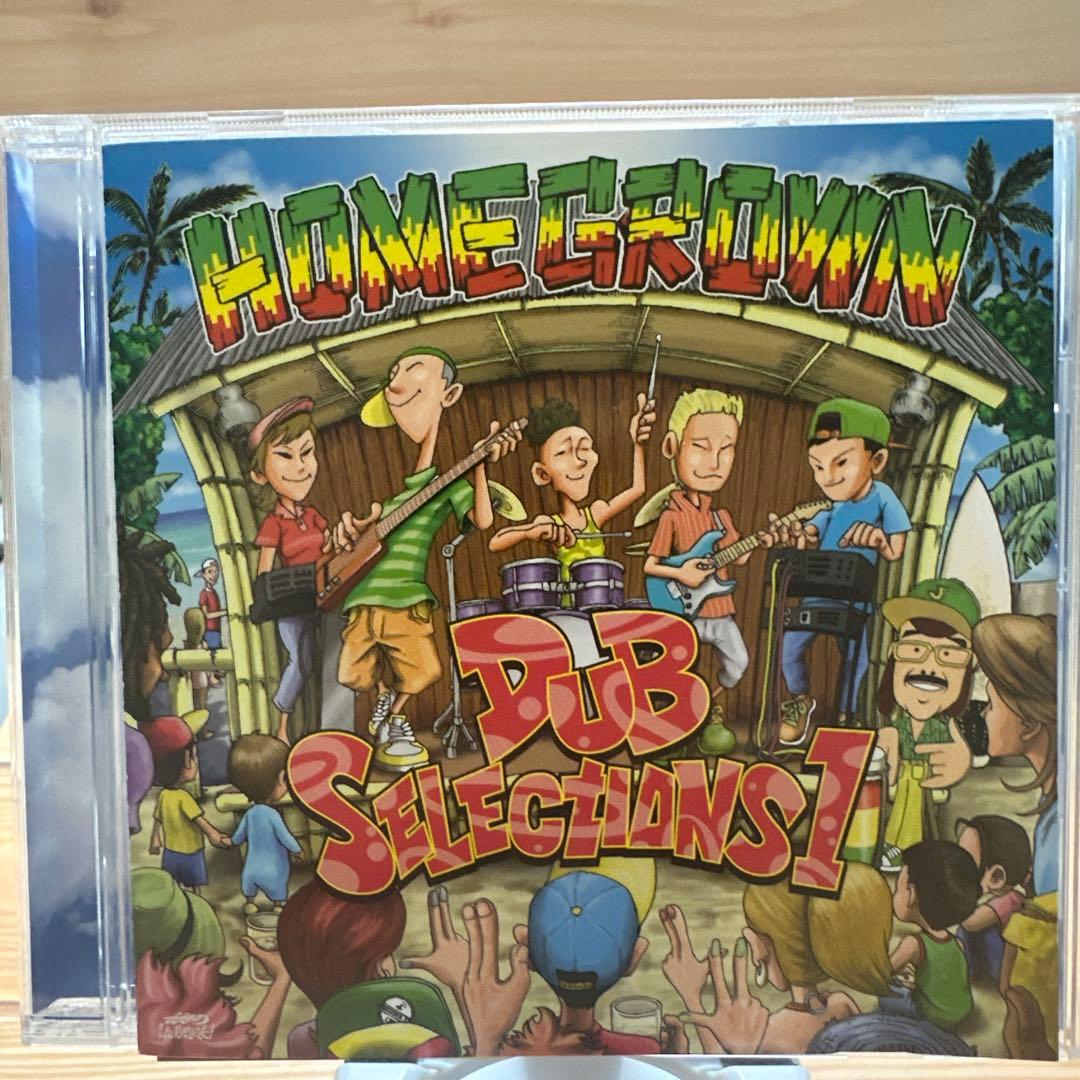 HOMEGROWN
DUB
SELECTIONS 1
J